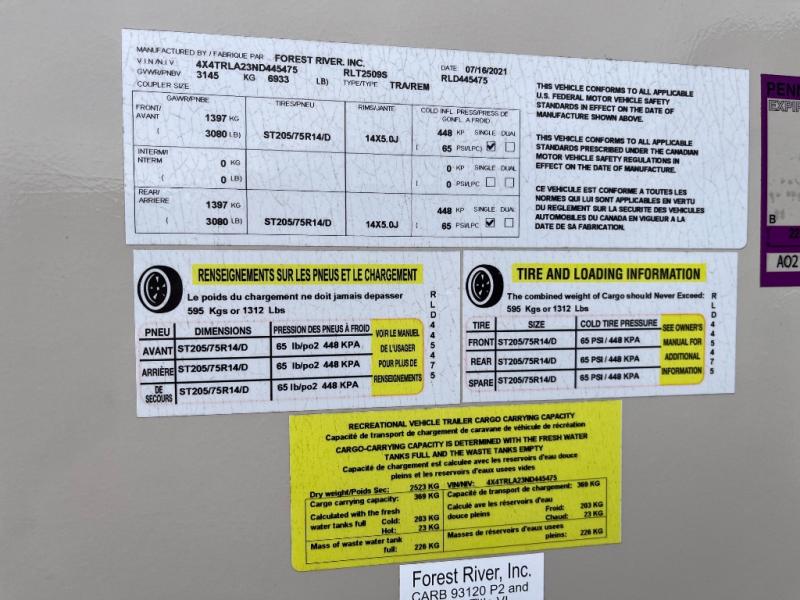 MANUFACTURED BY / FABIQUE PAR FOREST RIVER, INC. DATE 07/16/2021
V I N / N I V 4X4TRLA23ND445475 RLT2509S RLD445475
GVWR/PNBV 3145 KG 6933 LB) TYPE/TYPE TRA/REM
COUPLER SIZE
GAWR/PNBE TIRES/PNEU RIMS/JANTE COLD INFL PRESS/PRESS DE GONFL A FROID
FRONT/ AVANT 1397 KG 448 KP SINGLE DUAL
( 3080 LB) ST205/75R14/D 14X5.0J ( 65 PSI/LPC)
INTERM/I NTERM 0 KG 0 KP SINGLE DUAL
( 0 LB) ( 0 PSI/LPC
REAR/ ARRIERE 1397 KG 448 KP SINGLE DUAL
( 3080 LB) ST205/75R14/D 14X5.0J ( 65 PSI/LPC
THIS VEHICLE CONFORMS TO ALL APPLICABLE
U.S. FEDERAL MOTOR VEHICLE SAFETY
STANDARDS IN EFFECT ON THE DATE OF
MANUFACTURE SHOWN ABOVE.
THIS VEHICLE CONFORMS TO ALL APPLICABLE
STANDARDS PRESCRIBED UNDER THE CANADIAN
MOTOR VEHICLE SAFETY REGULATIONS IN
EFFECT ON THE DATE OF MANUFACTURE.
CE VEHICULE EST CONFORME A TOUTES LES
NORMES QUI LUI SONT APPLICABLES EN VERTU
DU REGLEMENT SUR LA SECURITE DES VEHICULES
AUTOMOBILES DU CANADA EN VIGUEUR A LA
DATE DE SA FABRICATION.
RENSEIGNEMENTS SUR LES PNEUS ET LE CHARGEMENT
Le poids du chargement ne doit jamais depasser
595 Kgs or 1312 Lbs
PNEU DIMENSIONS PRESSION DES PNEUS À FROID
AVANT ST205/75R14/D 65 lb/po2 448 KPA
ARRIÈRE ST205/75R14/D 65 lb/po2 448 KPA
DE SECOURS ST205/75R14/D 65 lb/po2 448 KPA
VOIR LE MANUEL
DE L'USAGER
POUR PLUS DE
RENSEIGNEMENTS
RLD445475
TIRE AND LOADING INFORMATION
The combined weight of Cargo should Never Exceed:
595 Kgs or 1312 Lbs
TIRE SIZE COLD TIRE PRESSURE
FRONT ST205/75R14/D 65 PSI / 448 KPA
REAR ST205/75R14/D 65 PSI / 448 KPA
SPARE ST205/75R14/D 65 PSI / 448 KPA
SEE OWNER'S
MANUAL FOR
ADDITIONAL
INFORMATION
RLD445475
RECREATIONAL VEHICLE TRAILER CARGO CARRYING CAPACITY
Capacité de transport de chargement de caravane de véhicule de récréation
CARGO-CARRYING CAPACITY IS DETERMINED WITH THE FRESH WATER
TANKS FULL AND THE WASTE TANKS EMPTY
Capacité de chargement est calculée avec les reservoirs d'eau douce
pleins et les reservoirs d'eaux usees vides
Dry weight/Poids Sec: 2523 KG VIN/NIV: 4X4TRLA23ND445475
Cargo carrying capacity: 369 KG Capacité de transport de chargement: 369 KG
Calculated with the fresh water tanks full Cold: 203 KG
Hot: 23 KG
Calculé ave les réservoirs d'eau douce pleins Froid: 203 KG
Chaud: 23 KG
Mass of waste water tank full: 226 KG
Masses de réservoirs d'eaux usees pleins: 226 KG
Forest River, Inc.
CARB 93120 P2 and
PENN
EXPI
B
AO2